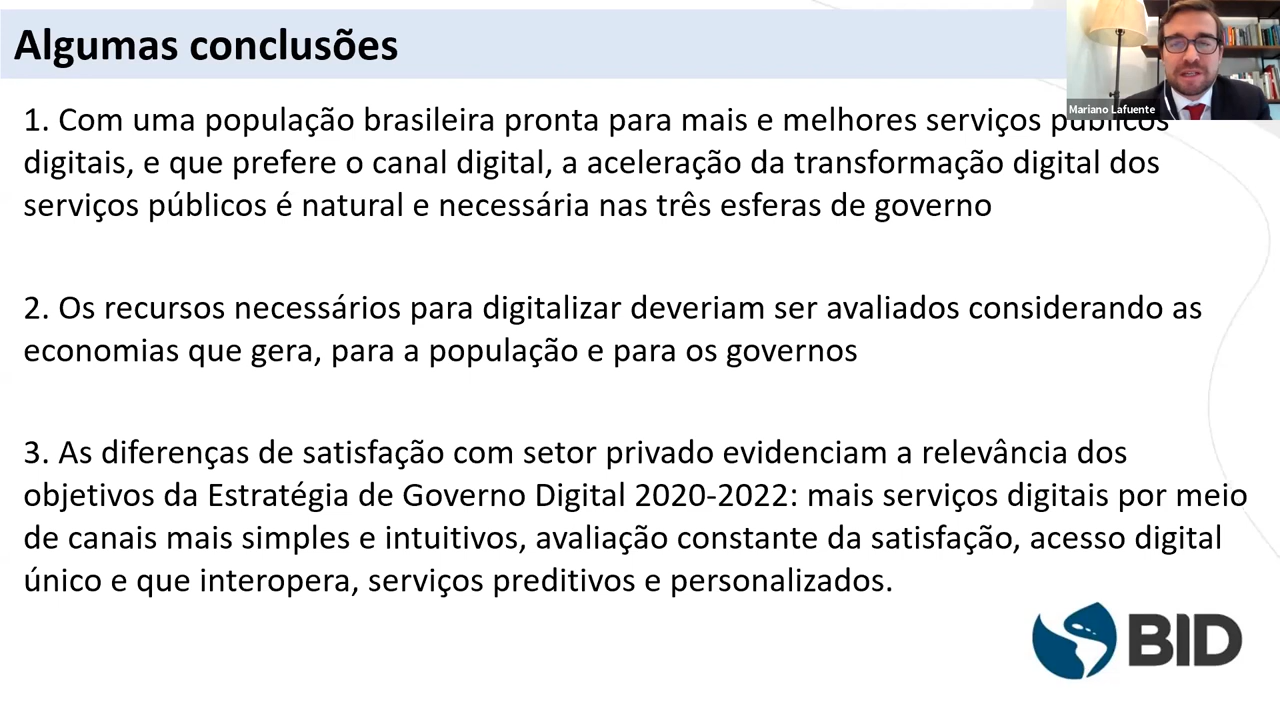 Algumas conclusões
Mariano Lafuente
1. Com uma população brasileira pronta para mais e melhores serviços públicos
digitais, e que prefere o canal digital, a aceleração da transformação digital dos
serviços públicos é natural e necessária nas três esferas de governo
2. Os recursos necessários para digitalizar deveriam ser avaliados considerando as
economias que gera, para a população e para os governos
3. As diferenças de satisfação com setor privado evidenciam a relevância dos
objetivos da Estratégia de Governo Digital 2020-2022: mais serviços digitais por meio
de canais mais simples e intuitivos, avaliação constante da satisfação, acesso digital
único e que interopera, serviços preditivos e personalizados.
BID